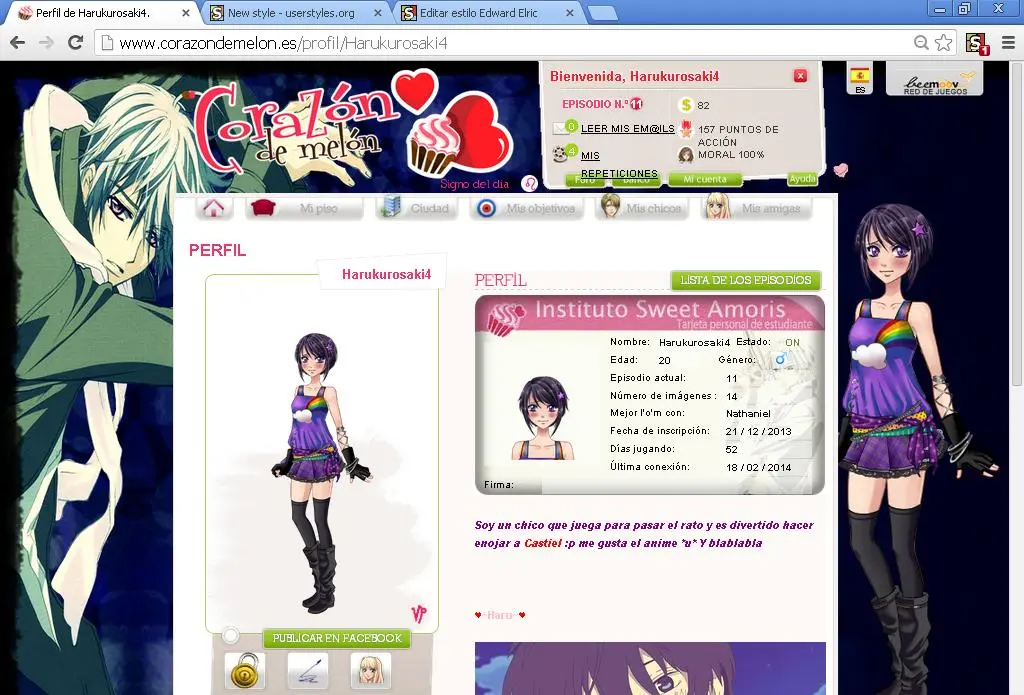 Perfil de Harukurosaki4.
New style - userstyles.org
Editar estilo Edward Elric
www.corazondemelon.es/profil/Harukurosaki4
S
1
Corazón
de melón
Signo del día
Bienvenida, Harukurosaki4
EPISODIO N.º 11
82
0 LEER MIS EM@ILS
157 PUNTOS DE
ACCIÓN
4 MIS
REPETICIONES
MORAL 100%
Foro
Banco
Mi cuenta
Ayuda
ES
beemoov
RED DE JUEGOS
Mi piso
Ciudad
Mis objetivos
Mis chicos
Mis amigas
PERFIL
Harukurosaki4
VP
PUBLICAR EN FACEBOOK
PERFIL
LISTA DE LOS EPISODIOS
Instituto Sweet Amoris
Tarjeta personal de estudiante
Nombre: Harukurosaki4 Estado: ON
Edad: 20 Género: ♂
Episodio actual: 11
Número de imágenes : 14
Mejor l'o'm con: Nathaniel
Fecha de inscripción: 21 / 12 / 2013
Días jugando: 52
Última conexión: 18 / 02 / 2014
Firma:
Soy un chico que juega para pasar el rato y es divertido hacer
enojar a Castiel :p me gusta el anime *u* Y blablabla
♥~Haru~♥